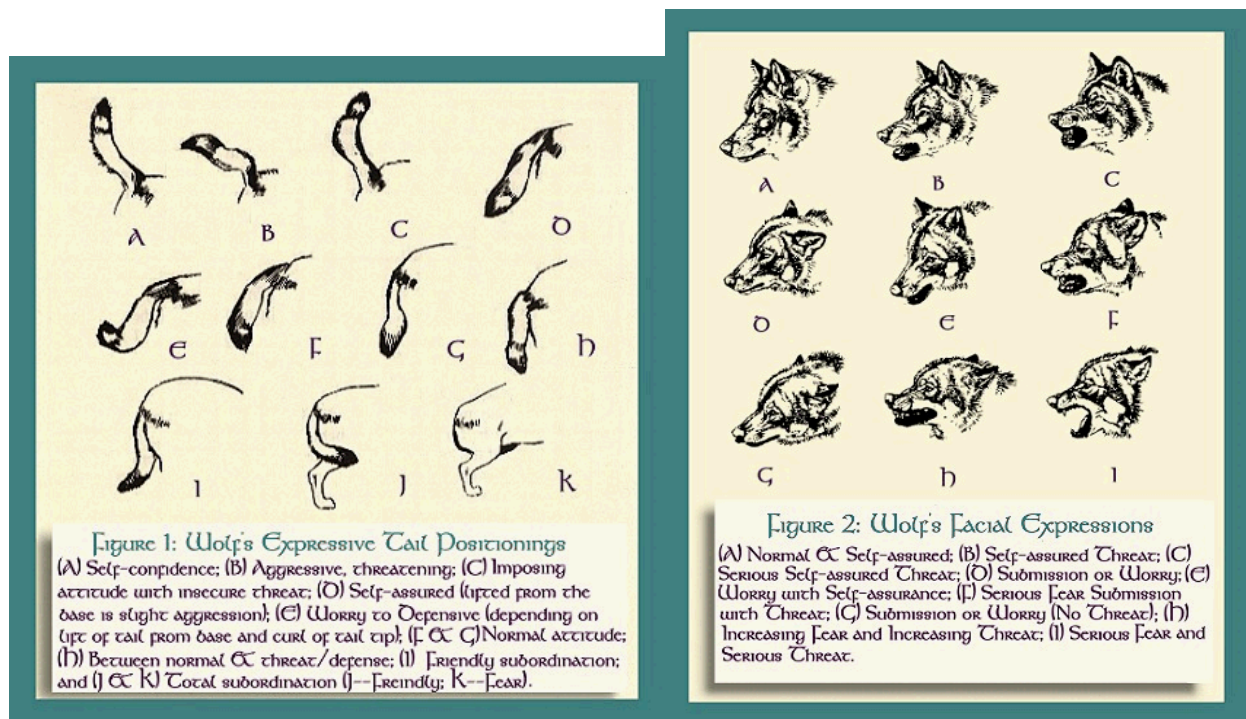 A B C D
E F G h
I J K
Figure 1: Wolf's Expressive Tail Positionings
(A) Self-confidence; (B) Aggressive, threatening; (C) Imposing
attitude with insecure threat; (D) Self-assured (lifted from the
base is slight aggression); (E) Worry to Defensive (depending on
lift of tail from base and curl of tail tip); (F & G)Normal attitude;
(h) Between normal & threat/defense; (I) Friendly subordination;
and (J & K) Total subordination (J--Freindly; K--Fear).
A B C
D E F
G h I
Figure 2: Wolf's Facial Expressions
(A) Normal & Self-assured; (B) Self-assured Threat; (C)
Serious Self-assured Threat; (D) Submission or Worry; (E)
Worry with Self-assurance; (F) Serious Fear Submission
with Threat; (G) Submission or Worry (No Threat); (h)
Increasing Fear and Increasing Threat; (I) Serious Fear and
Serious Threat.